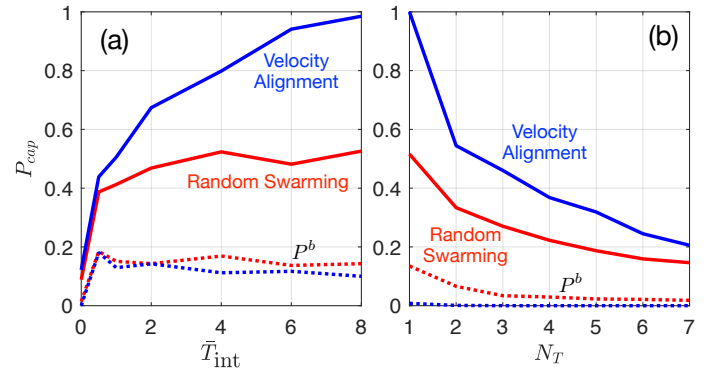 (a)
(b)
1
0.8
0.6
0.4
0.2
0
P_cap
Velocity
Alignment
Random Swarming
P^b
0 2 4 6 8
T̄_int
1
0.8
0.6
0.4
0.2
0
Velocity
Alignment
Random
Swarming
P^b
1 2 3 4 5 6 7
N_T